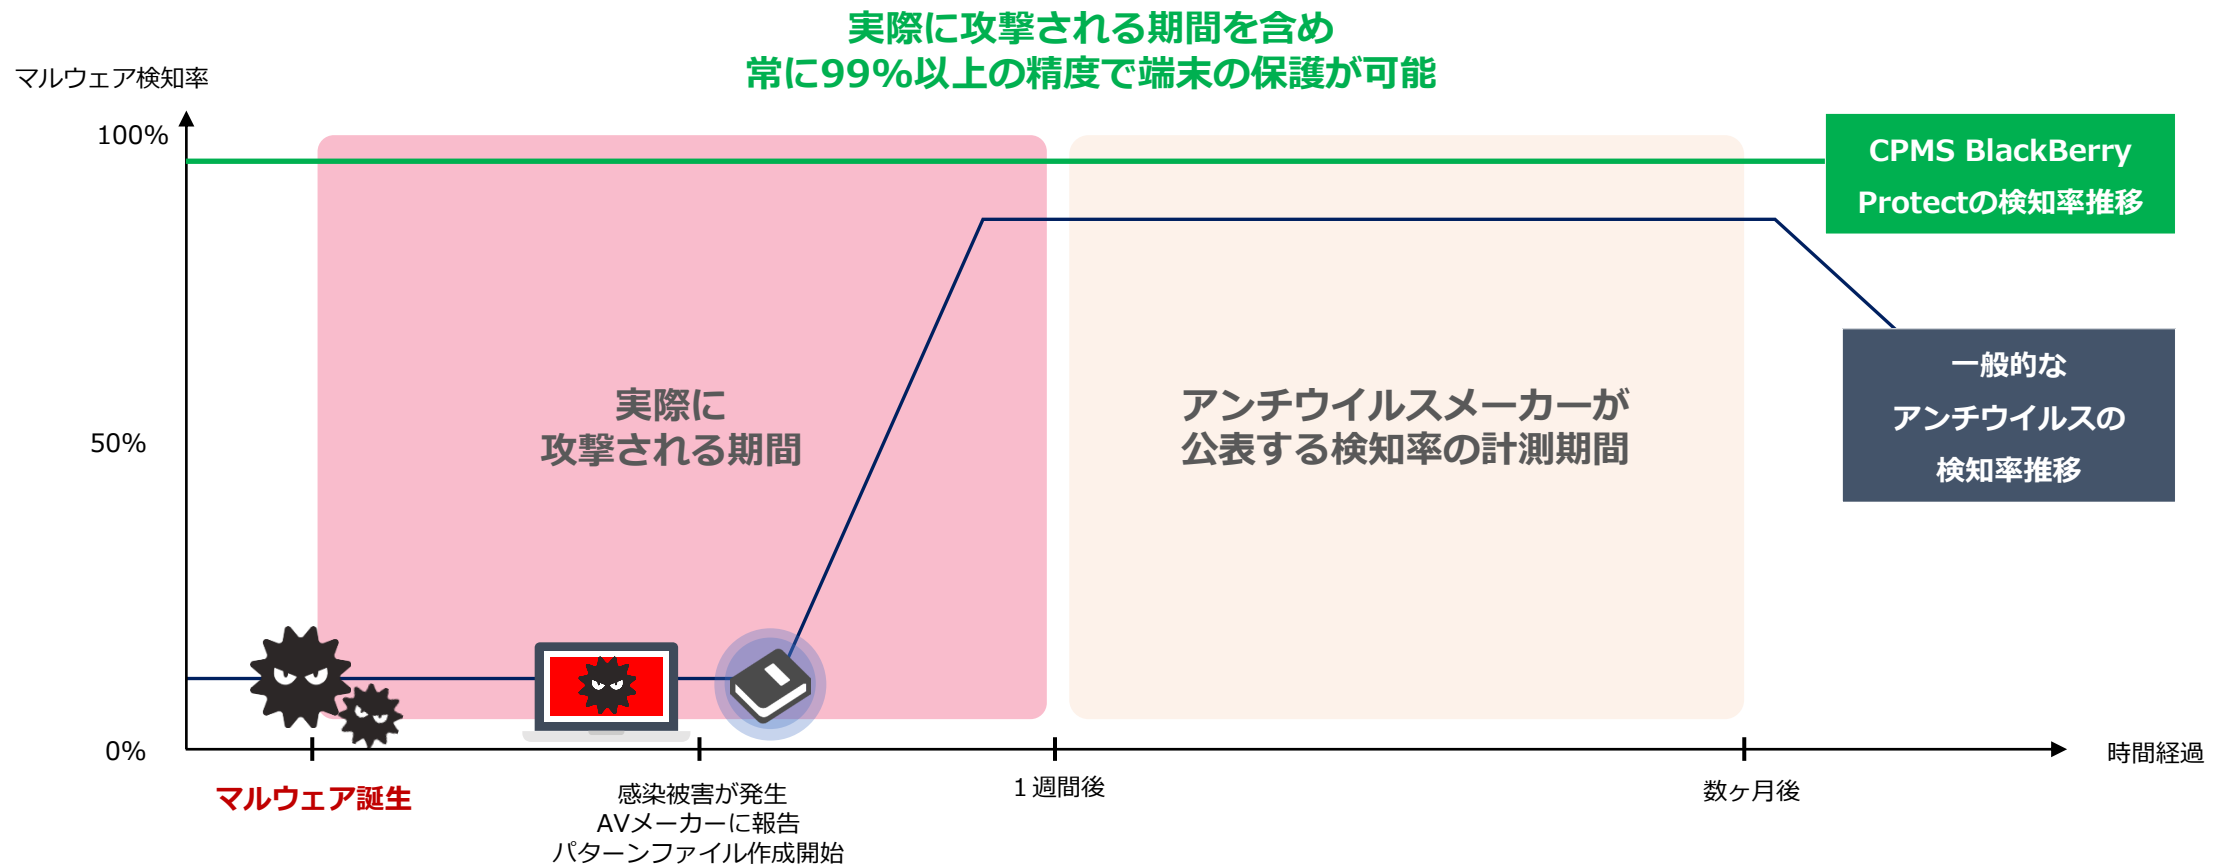 実際に攻撃される期間を含め
常に99%以上の精度で端末の保護が可能
マルウェア検知率
100%
CPMS BlackBerry
Protectの検知率推移
一般的な
アンチウイルスの
検知率推移
実際に
攻撃される期間
アンチウイルスメーカーが
公表する検知率の計測期間
50%
0%
時間経過
マルウェア誕生
感染被害が発生
AVメーカーに報告
パターンファイル作成開始
１週間後
数ヶ月後